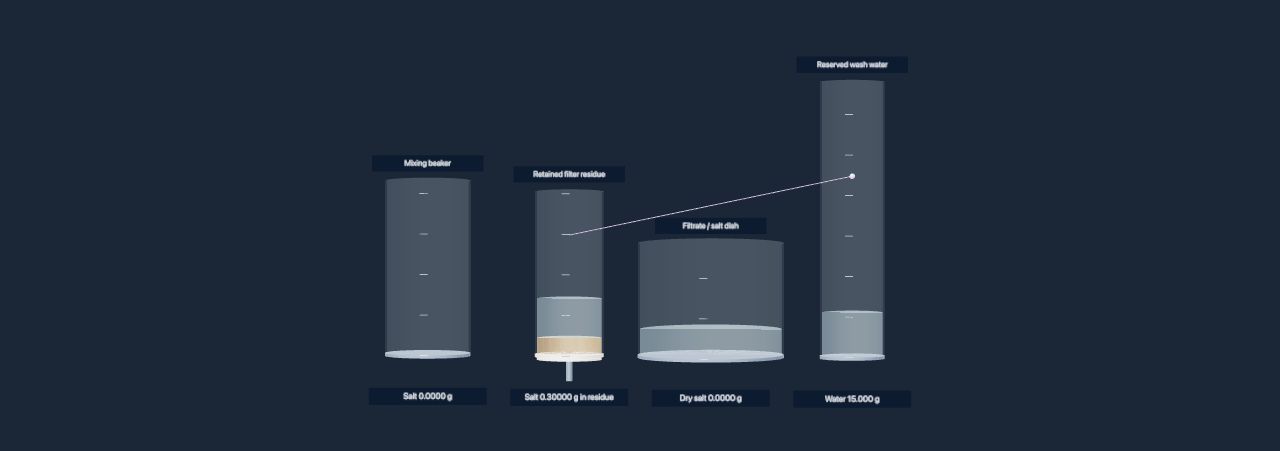 Reserved wash water
Mixing beaker
Retained filter residue
Filtrate / salt dish
Salt 0.0000 g
Salt 0.30000 g in residue
Dry salt 0.0000 g
Water 15.000 g